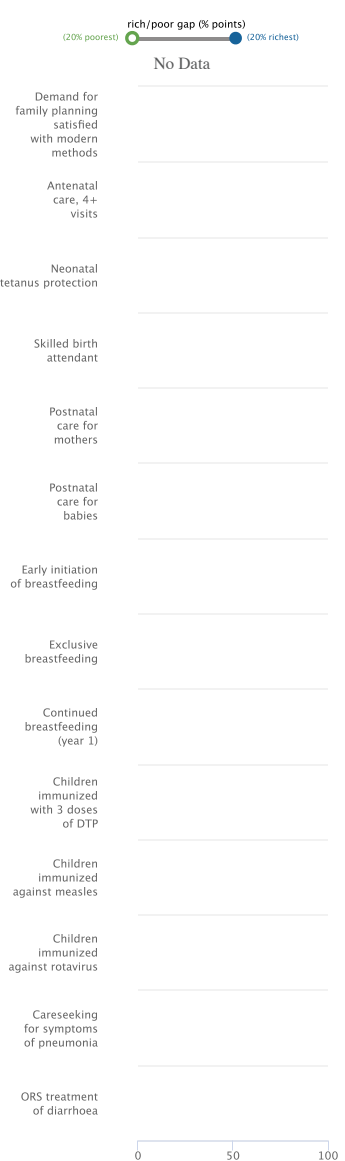 rich/poor gap (% points)
(20% poorest)
(20% richest)
No Data
Demand for
family planning
satisfied
with modern
methods
Antenatal
care, 4+
visits
Neonatal
tetanus protection
Skilled birth
attendant
Postnatal
care for
mothers
Postnatal
care for
babies
Early initiation
of breastfeeding
Exclusive
breastfeeding
Continued
breastfeeding
(year 1)
Children
immunized
with 3 doses
of DTP
Children
immunized
against measles
Children
immunized
against rotavirus
Careseeking
for symptoms
of pneumonia
ORS treatment
of diarrhoea
0 50 100